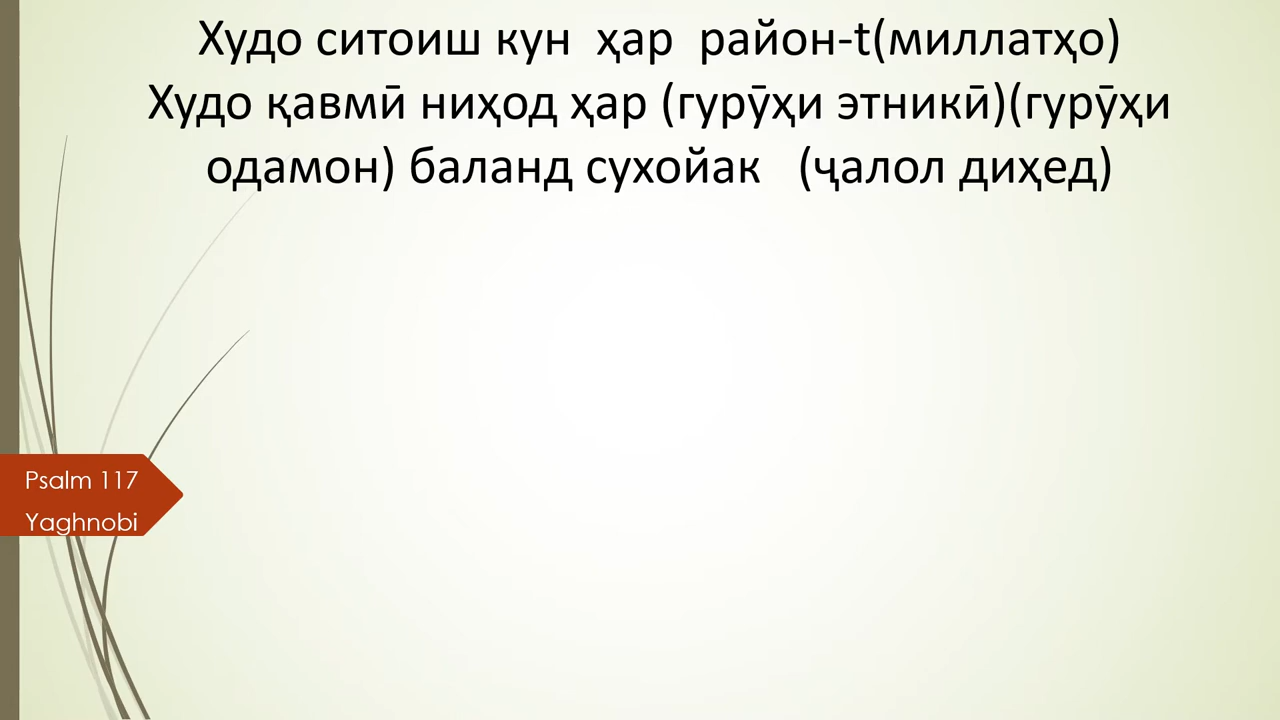 Худо ситоиш кун ҳар район-t(миллатҳо)
Худо қавмӣ ниҳод ҳар (гурӯҳи этникӣ)(гурӯҳи
одамон) баланд сухойак (ҷалол диҳед)
Psalm 117
Yaghnobi